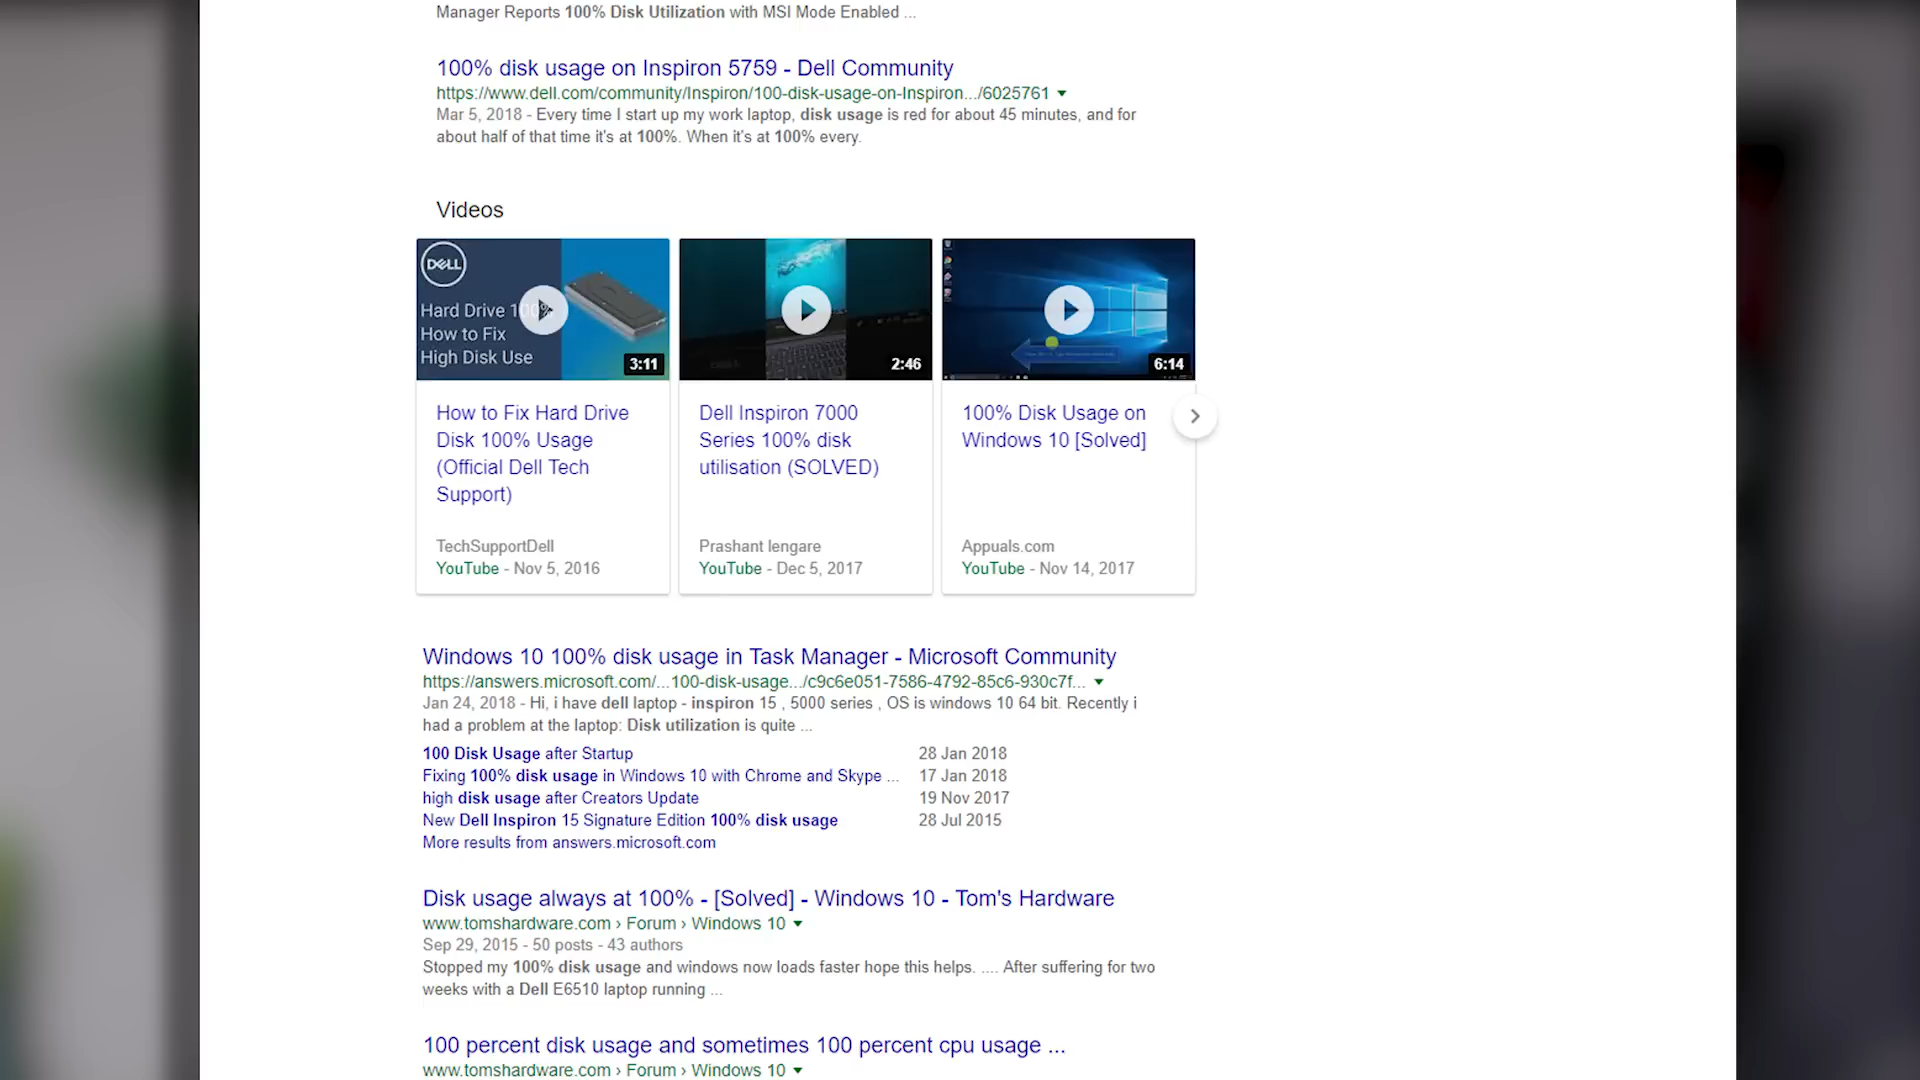 Manager Reports 100% Disk Utilization with MSI Mode Enabled ...
100% disk usage on Inspiron 5759 - Dell Community
https://www.dell.com/community/Inspiron/100-disk-usage-on-Inspiron.../6025761
Mar 5, 2018 - Every time I start up my work laptop, disk usage is red for about 45 minutes, and for
about half of that time it's at 100%. When it's at 100% every.
Videos
DELL
Hard Drive 100%
How to Fix
High Disk Use
3:11
2:46
6:14
How to Fix Hard Drive
Disk 100% Usage
(Official Dell Tech
Support)
TechSupportDell
YouTube - Nov 5, 2016
Dell Inspiron 7000
Series 100% disk
utilisation (SOLVED)
Prashant lengare
YouTube - Dec 5, 2017
100% Disk Usage on
Windows 10 [Solved]
Appuals.com
YouTube - Nov 14, 2017
Windows 10 100% disk usage in Task Manager - Microsoft Community
https://answers.microsoft.com/...100-disk-usage.../c9c6e051-7586-4792-85c6-930c7f...
Jan 24, 2018 - Hi, i have dell laptop - inspiron 15 , 5000 series , OS is windows 10 64 bit. Recently i
had a problem at the laptop: Disk utilization is quite ...
100 Disk Usage after Startup 28 Jan 2018
Fixing 100% disk usage in Windows 10 with Chrome and Skype ... 17 Jan 2018
high disk usage after Creators Update 19 Nov 2017
New Dell Inspiron 15 Signature Edition 100% disk usage 28 Jul 2015
More results from answers.microsoft.com
Disk usage always at 100% - [Solved] - Windows 10 - Tom's Hardware
www.tomshardware.com › Forum › Windows 10
Sep 29, 2015 - 50 posts - 43 authors
Stopped my 100% disk usage and windows now loads faster hope this helps. .... After suffering for two
weeks with a Dell E6510 laptop running ...
100 percent disk usage and sometimes 100 percent cpu usage ...
www.tomshardware.com › Forum › Windows 10